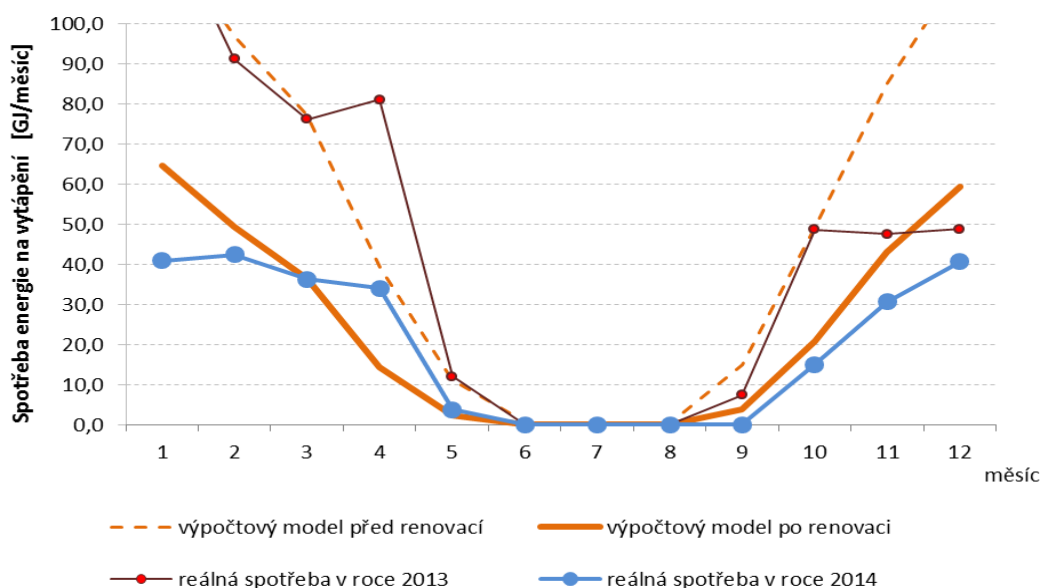 Spotřeba energie na vytápění [GJ/měsíc]
100,0
90,0
80,0
70,0
60,0
50,0
40,0
30,0
20,0
10,0
0,0
1 2 3 4 5 6 7 8 9 10 11 12
měsíc
výpočtový model před renovací
výpočtový model po renovaci
reálná spotřeba v roce 2013
reálná spotřeba v roce 2014